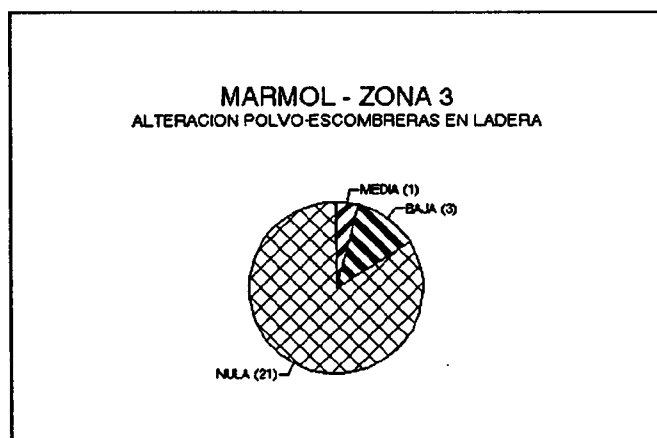 MARMOL - ZONA 3
ALTERACION POLVO-ESCOMBRERAS EN LADERA
MEDIA (1)
BAJA (3)
NULA (21)